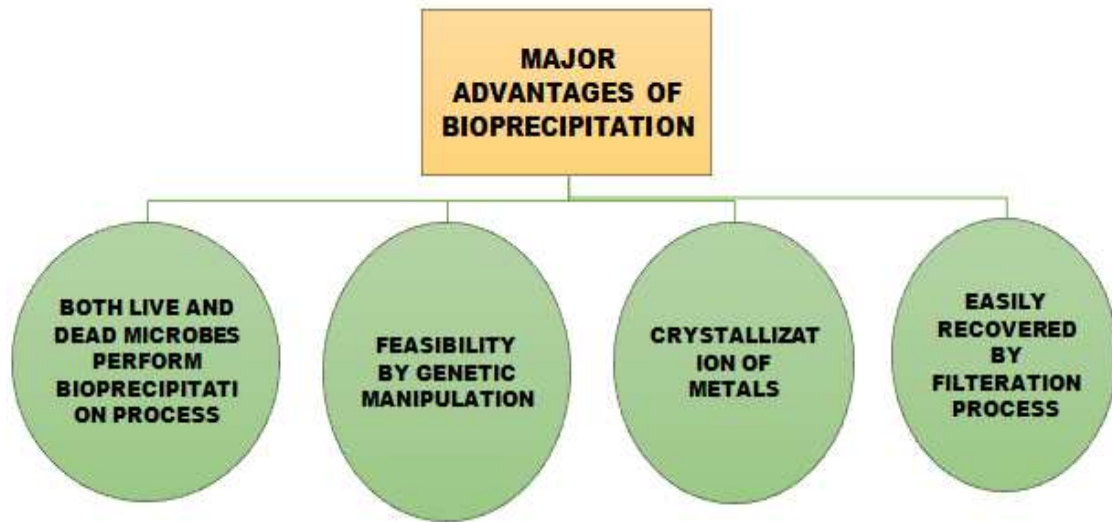 MAJOR
ADVANTAGES OF
BIOPRECIPITATION
BOTH LIVE AND
DEAD MICROBES
PERFORM
BIOPRECIPITATI
ON PROCESS
FEASIBILITY
BY GENETIC
MANIPULATION
CRYSTALLIZAT
ION OF
METALS
EASILY
RECOVERED
BY
FILTERATION
PROCESS